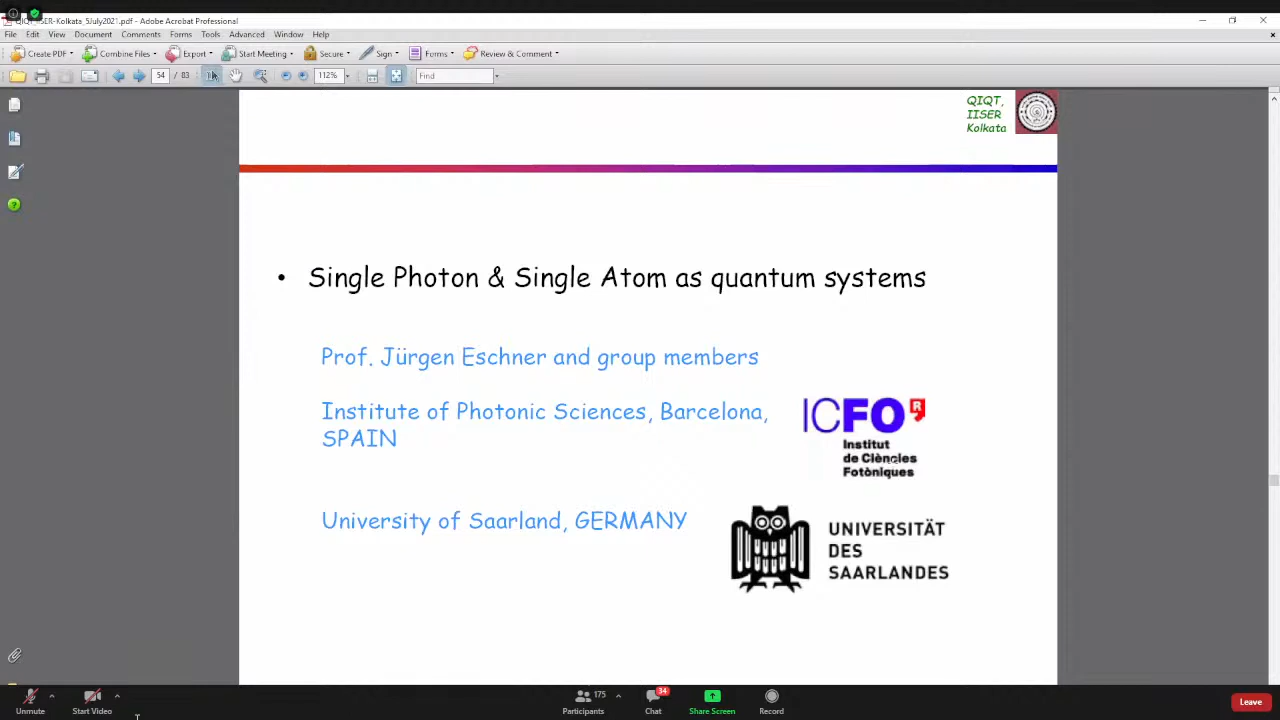 QIQT_IISER-Kolkata_5July2021.pdf - Adobe Acrobat Professional
File Edit View Document Comments Forms Tools Advanced Window Help
Create PDF Combine Files Export Start Meeting Secure Sign Forms Review & Comment
54 / 83 112% Find
QIQT,
IISER
Kolkata
• Single Photon & Single Atom as quantum systems
Prof. Jürgen Eschner and group members
Institute of Photonic Sciences, Barcelona,
SPAIN
ICFO R
Institut
de Ciències
Fotòniques
University of Saarland, GERMANY
UNIVERSITÄT
DES
SAARLANDES
Unmute Start Video Participants 175 Chat 34 Share Screen Record Leave